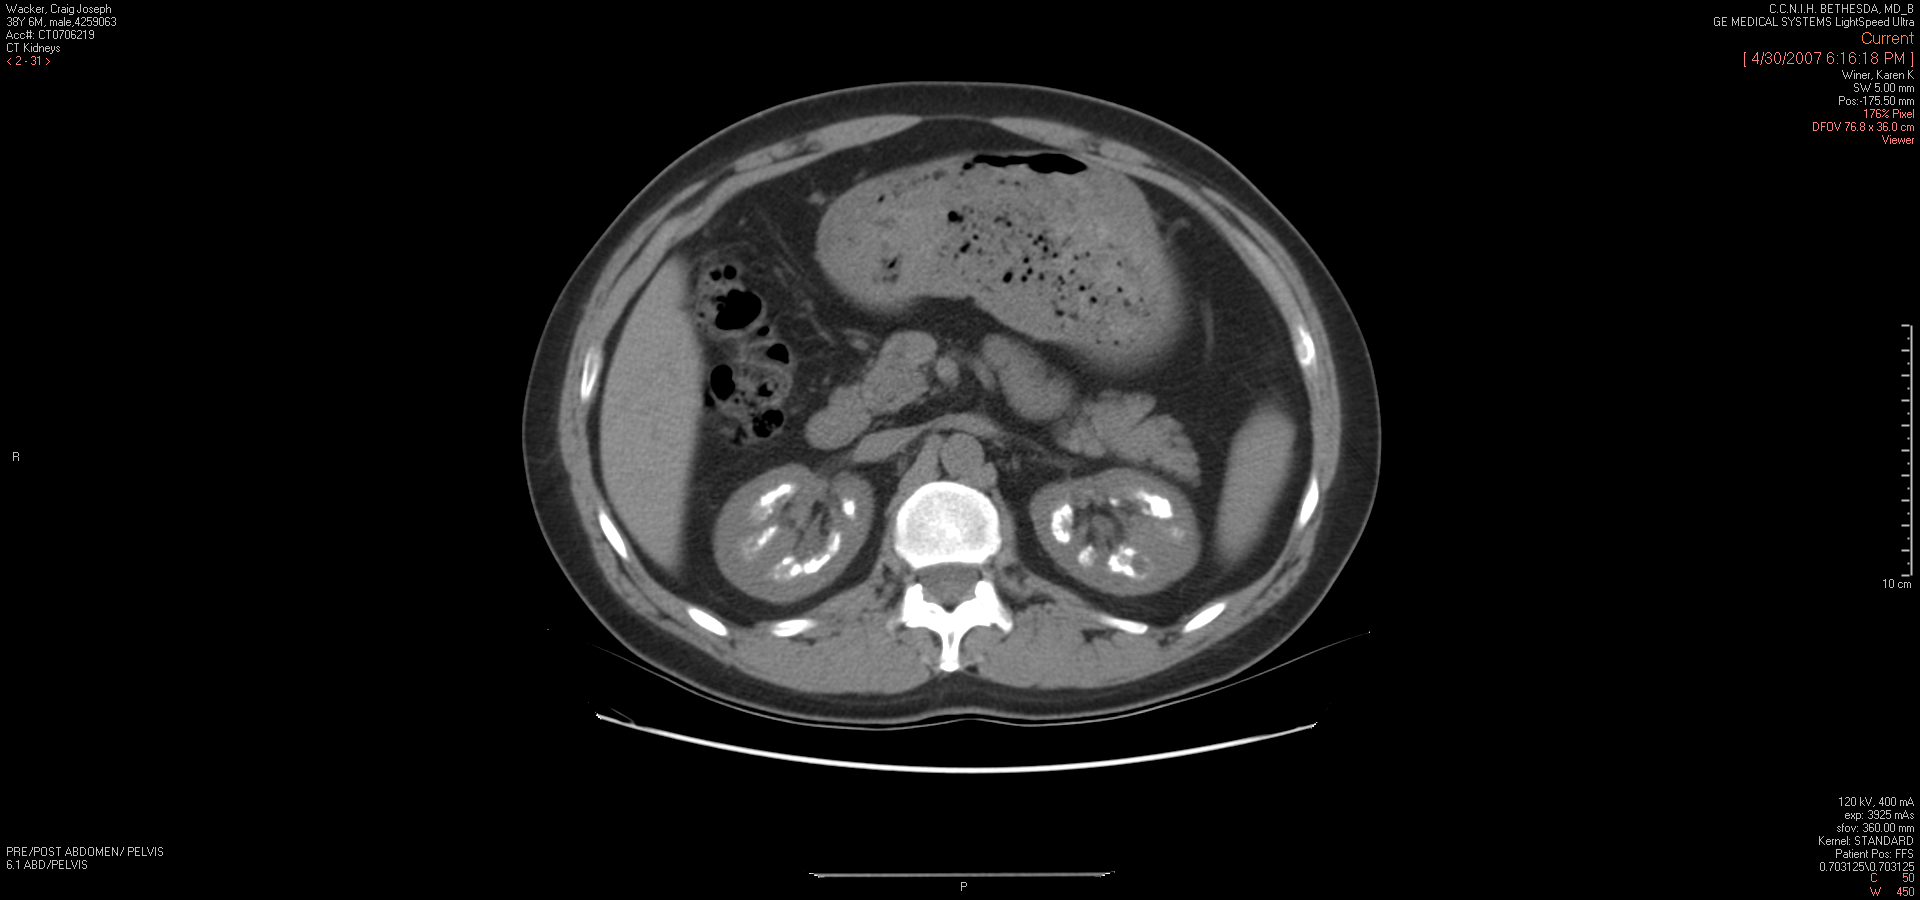 Wacker, Craig Joseph
38Y 6M, male,4259063
Acc#: CT0706219
CT Kidneys
< 2 - 31 >
C.C.N.I.H. BETHESDA, MD_B
GE MEDICAL SYSTEMS LightSpeed Ultra
Current
[ 4/30/2007 6:16:18 PM ]
Winer, Karen K
SW 5.00 mm
Pos:-175.50 mm
176% Pixel
DFOV 76.8 x 36.0 cm
Viewer
R
10 cm
PRE/POST ABDOMEN/ PELVIS
6.1 ABD/PELVIS
120 kV, 400 mA
exp: 3925 mAs
sfov: 360.00 mm
Kernel: STANDARD
Patient Pos: FFS
0.703125\0.703125
C 50
W 450
P